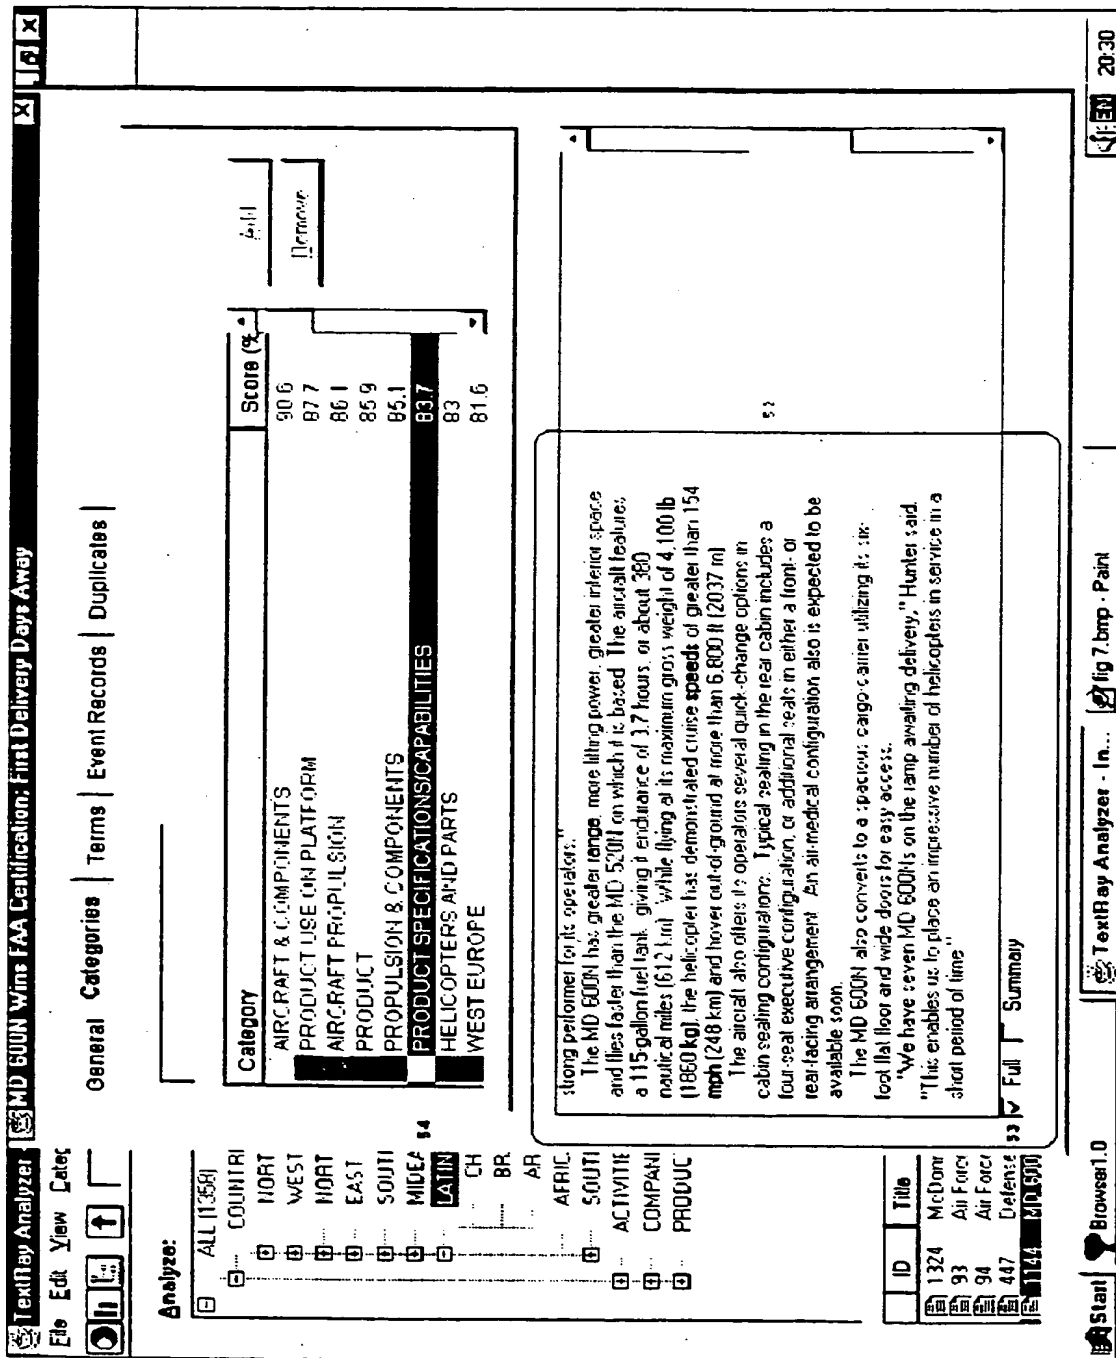 TextRay Analyzer
MD 600N Wins FAA Certification; First Delivery Days Away
File Edit View Categ
General Categories Terms Event Records Duplicates
Analyze:
ALL [1358]
COUNTRI
NORT
WEST
NORT
EAST
SOUTI
MIDEA
LATIN
CH
BR.
AR
AFRIC.
SOUTI
ACTIVITIE
COMPANI
PRODUC
54
Category Score (%
AIRCRAFT & COMPONENTS 90.6
PRODUCT USE ON PLATFORM 87.7
AIRCRAFT PROPULSION 86.1
PRODUCT 85.9
PROPULSION & COMPONENTS 85.1
PRODUCT SPECIFICATIONS/CAPABILITIES 83.7
HELICOPTERS AND PARTS 83
WEST EUROPE 81.6
Add
Remove
strong performer for its operators."
The MD 600N has greater range, more lifting power, greater interior space
and flies faster than the MD 520N on which it is based. The aircraft features
a 115-gallon fuel tank, giving it endurance of 3.7 hours, or about 380
nautical miles (612 km). While flying at its maximum gross weight of 4,100 lb
(1860 kg), the helicopter has demonstrated cruise speeds of greater than 154
mph (248 km) and hover out-of-ground at more than 6,800 ft (2037 m)
The aircraft also offers its operators several quick-change options in
cabin seating configurations. Typical seating in the rear cabin includes a
four-seat executive configuration, or additional seats in either a front- or
rear-facing arrangement. An air-medical configuration also is expected to be
available soon.
The MD 600N also converts to a spacious cargo-carrier utilizing its six-
foot flat floor and wide doors for easy access.
"We have seven MD 600Ns on the ramp awaiting delivery," Hunter said.
"This enables us to place an impressive number of helicopters in service in a
short period of time"
52
53
Full Summary
ID Title
1324 McDonr
93 Air Force
94 Air Force
447 Defense
1144 MD 600
Start Browser1.0 TextRay Analyzer - In... fig 7.bmp - Paint EN 20:30